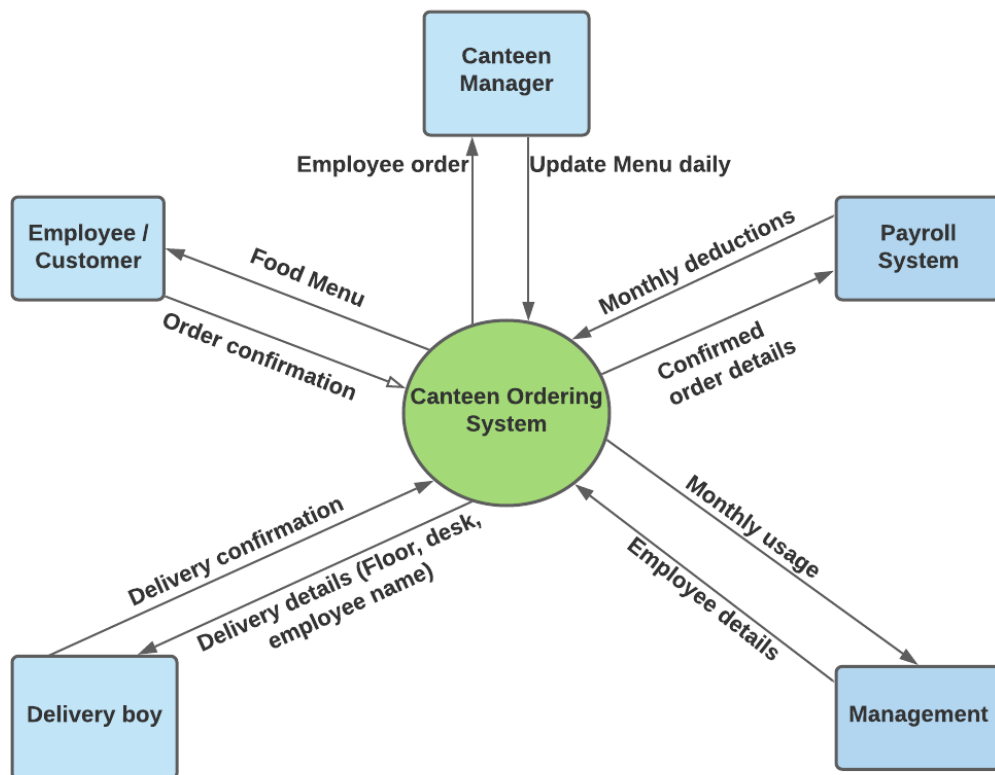 Canteen
Manager
Employee order
Update Menu daily
Employee /
Customer
Food Menu
Order confirmation
Payroll
System
Monthly deductions
Confirmed
order details
Canteen Ordering
System
Delivery confirmation
Delivery details (Floor, desk,
employee name)
Monthly usage
Employee details
Delivery boy
Management